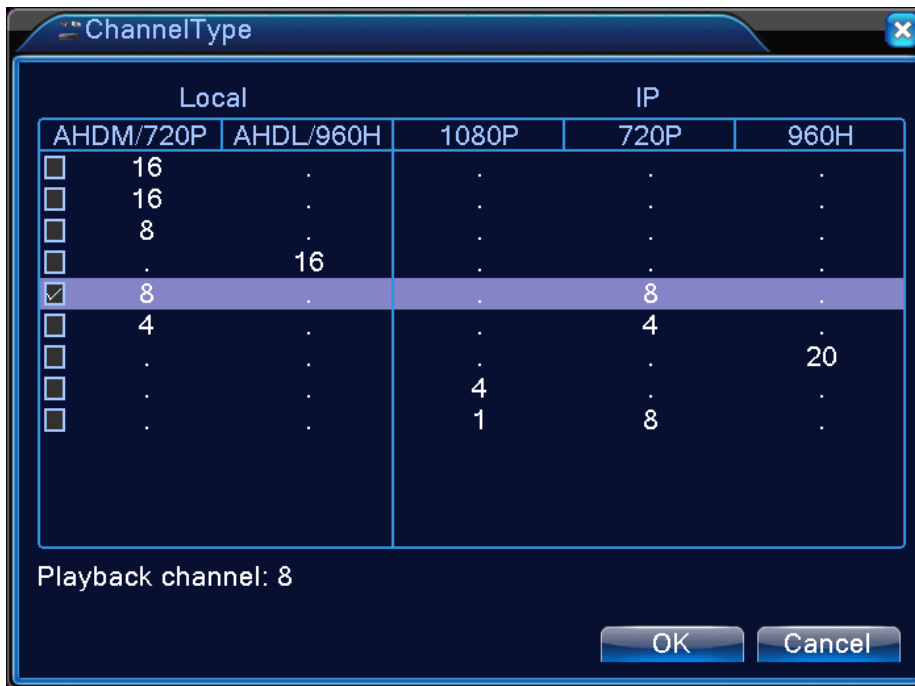 ChannelType
Local IP
AHDM/720P AHDL/960H 1080P 720P 960H
16 . . . .
16 . . . .
8 . . . .
. 16 . . .
8 . . 8 .
4 . . 4 .
. . . . 20
. . 4 . .
. . 1 8 .
Playback channel: 8
OK Cancel